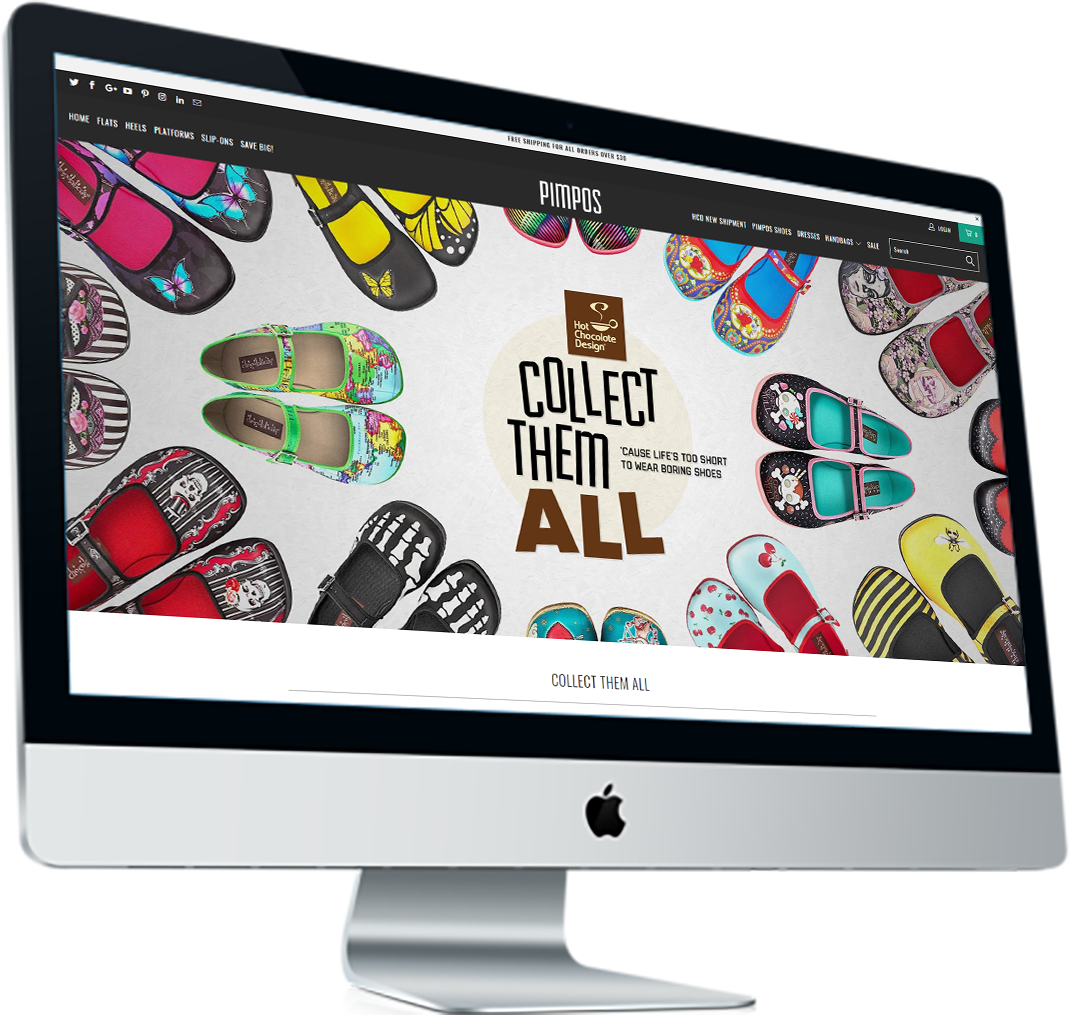 FREE SHIPPING FOR ALL ORDERS OVER $30
HOME FLATS HEELS PLATFORMS SLIP-ONS SAVE BIG!
PIMPOS
HCD NEW SHIPMENT PIMPOS SHOES DRESSES HANDBAGS SALE
LOGIN
Search
Hot
Chocolate
Design
COLLECT
THEM
ALL
'CAUSE LIFE'S TOO SHORT
TO WEAR BORING SHOES
COLLECT THEM ALL